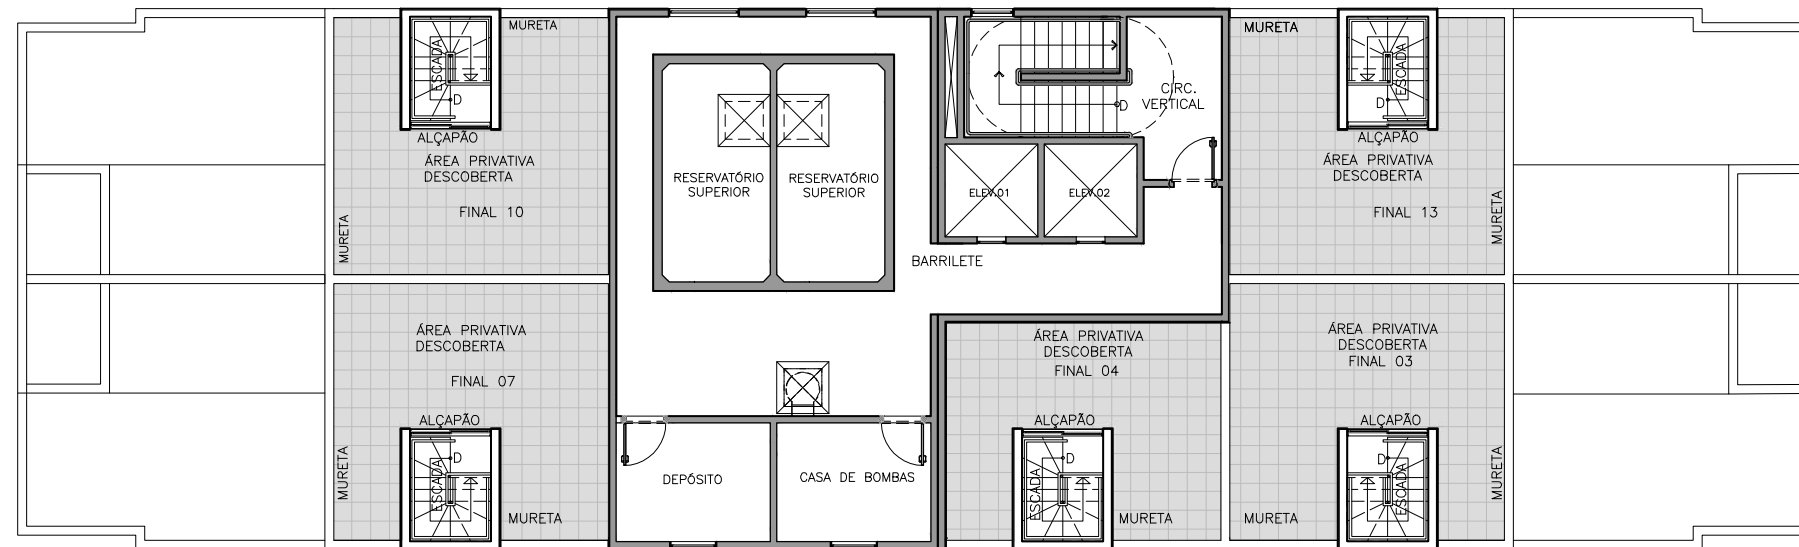 MURETA
ESCADA
D
ALÇAPÃO
ÁREA PRIVATIVA
DESCOBERTA
FINAL 10
MURETA
RESERVATÓRIO
SUPERIOR
RESERVATÓRIO
SUPERIOR
CIRC.
VERTICAL
D
ELEV.01
ELEV.02
BARRILETE
MURETA
ESCADA
D
ALÇAPÃO
ÁREA PRIVATIVA
DESCOBERTA
FINAL 13
MURETA
ÁREA PRIVATIVA
DESCOBERTA
FINAL 07
ALÇAPÃO
D
ESCADA
MURETA
MURETA
DEPÓSITO
CASA DE BOMBAS
ÁREA PRIVATIVA
DESCOBERTA
FINAL 04
ALÇAPÃO
D
ESCADA
MURETA
ÁREA PRIVATIVA
DESCOBERTA
FINAL 03
ALÇAPÃO
D
ESCADA
MURETA
MURETA